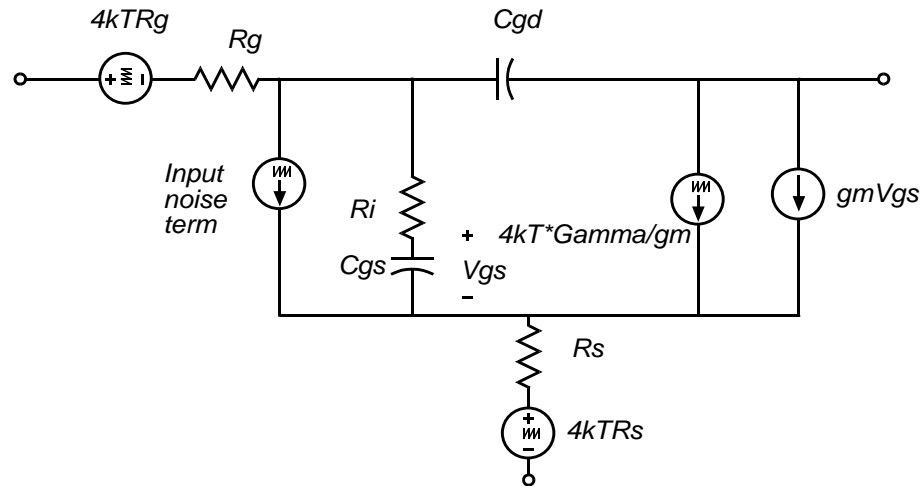 4kTRg
Rg
Cgd
Input
noise
term
Ri
Cgs
+
Vgs
-
4kT*Gamma/gm
gmVgs
Rs
4kTRs